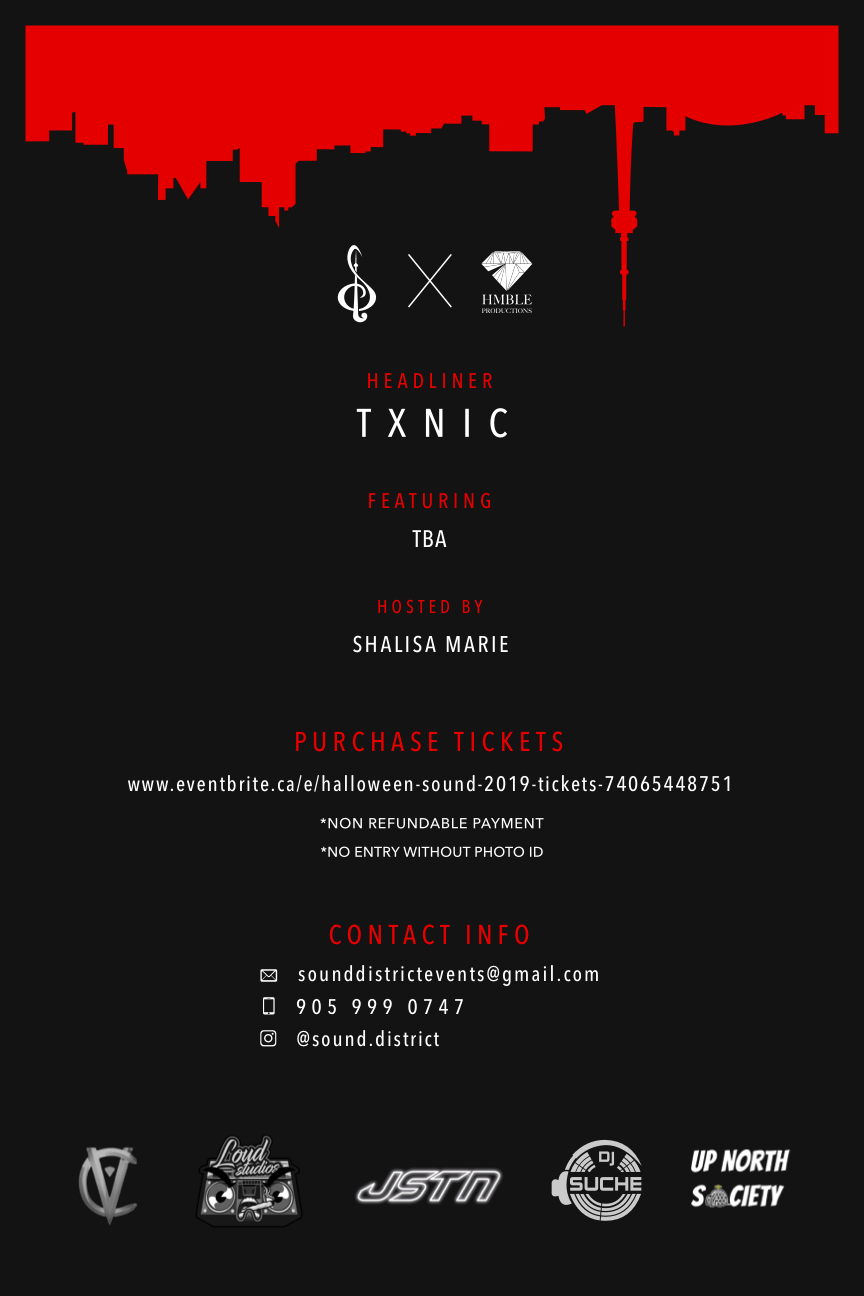 HMBLE
PRODUCTIONS
HEADLINER
TXNIC
FEATURING
TBA
HOSTED BY
SHALISA MARIE
PURCHASE TICKETS
www.eventbrite.ca/e/halloween-sound-2019-tickets-74065448751
*NON REFUNDABLE PAYMENT
*NO ENTRY WITHOUT PHOTO ID
CONTACT INFO
sounddistrictevents@gmail.com
905 999 0747
@sound.district
VC
Loud
studios
JSTN
DJ
SUCHE
UP NORTH
SOCIETY